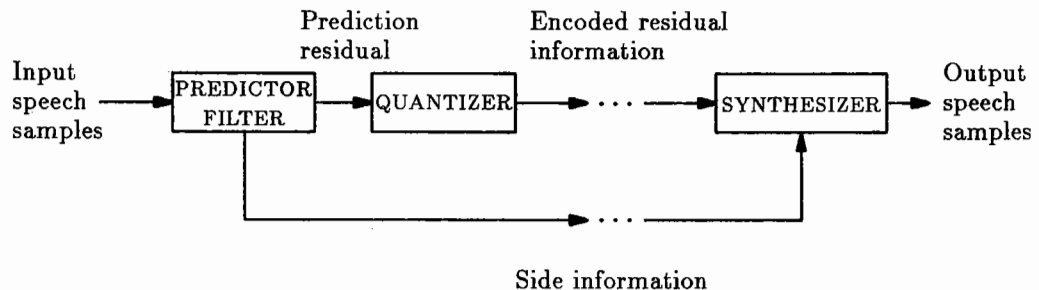 Prediction
residual
Encoded residual
information
Input
speech
samples
PREDICTOR
FILTER
QUANTIZER
SYNTHESIZER
Output
speech
samples
Side information